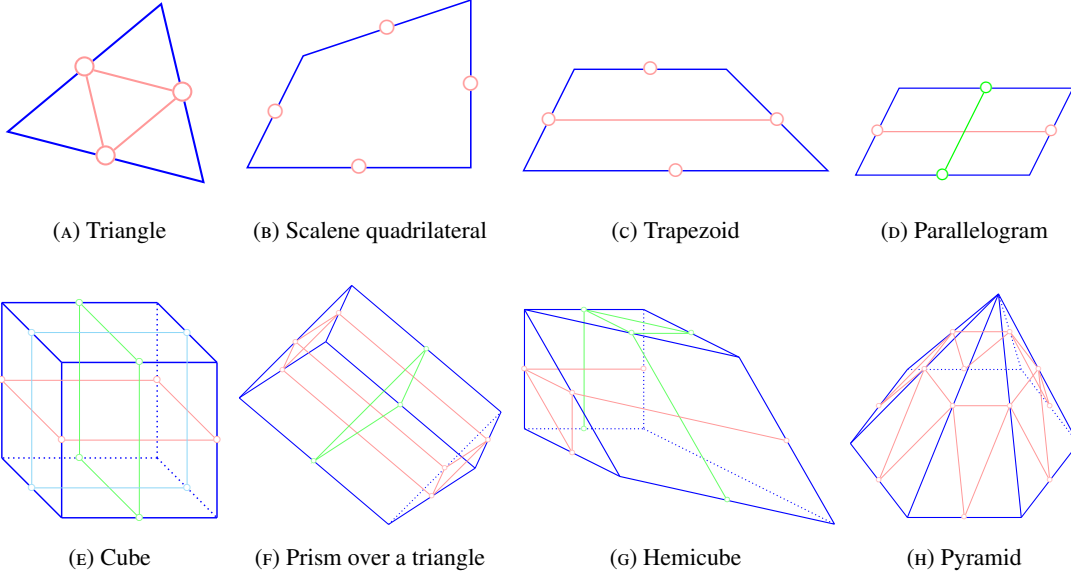 (A) Triangle
(B) Scalene quadrilateral
(C) Trapezoid
(D) Parallelogram
(E) Cube
(F) Prism over a triangle
(G) Hemicube
(H) Pyramid